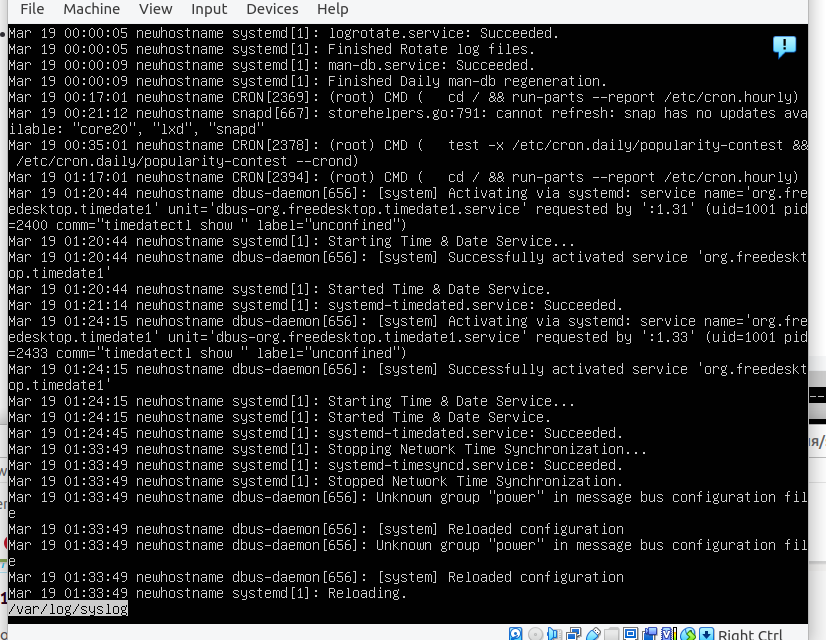 File Machine View Input Devices Help
Mar 19 00:00:05 newhostname systemd[1]: logrotate.service: Succeeded.
Mar 19 00:00:05 newhostname systemd[1]: Finished Rotate log files.
Mar 19 00:00:09 newhostname systemd[1]: man-db.service: Succeeded.
Mar 19 00:00:09 newhostname systemd[1]: Finished Daily man-db regeneration.
Mar 19 00:17:01 newhostname CRON[2369]: (root) CMD (   cd / && run-parts --report /etc/cron.hourly)
Mar 19 00:21:12 newhostname snapd[667]: storehelpers.go:791: cannot refresh: snap has no updates ava
ilable: "core20", "lxd", "snapd"
Mar 19 00:35:01 newhostname CRON[2378]: (root) CMD (   test -x /etc/cron.daily/popularity-contest &&
 /etc/cron.daily/popularity-contest --crond)
Mar 19 01:17:01 newhostname CRON[2394]: (root) CMD (   cd / && run-parts --report /etc/cron.hourly)
Mar 19 01:20:44 newhostname dbus-daemon[656]: [system] Activating via systemd: service name='org.fre
edesktop.timedate1' unit='dbus-org.freedesktop.timedate1.service' requested by ':1.31' (uid=1001 pid
=2400 comm="timedatectl show " label="unconfined")
Mar 19 01:20:44 newhostname systemd[1]: Starting Time & Date Service...
Mar 19 01:20:44 newhostname dbus-daemon[656]: [system] Successfully activated service 'org.freedeskt
op.timedate1'
Mar 19 01:20:44 newhostname systemd[1]: Started Time & Date Service.
Mar 19 01:21:14 newhostname systemd[1]: systemd-timedated.service: Succeeded.
Mar 19 01:24:15 newhostname dbus-daemon[656]: [system] Activating via systemd: service name='org.fre
edesktop.timedate1' unit='dbus-org.freedesktop.timedate1.service' requested by ':1.33' (uid=1001 pid
=2433 comm="timedatectl show " label="unconfined")
Mar 19 01:24:15 newhostname dbus-daemon[656]: [system] Successfully activated service 'org.freedeskt
op.timedate1'
Mar 19 01:24:15 newhostname systemd[1]: Starting Time & Date Service...
Mar 19 01:24:15 newhostname systemd[1]: Started Time & Date Service.
Mar 19 01:24:45 newhostname systemd[1]: systemd-timedated.service: Succeeded.
Mar 19 01:33:49 newhostname systemd[1]: Stopping Network Time Synchronization...
Mar 19 01:33:49 newhostname systemd[1]: systemd-timesyncd.service: Succeeded.
Mar 19 01:33:49 newhostname systemd[1]: Stopped Network Time Synchronization.
Mar 19 01:33:49 newhostname dbus-daemon[656]: Unknown group "power" in message bus configuration fil
e
Mar 19 01:33:49 newhostname dbus-daemon[656]: [system] Reloaded configuration
Mar 19 01:33:49 newhostname dbus-daemon[656]: Unknown group "power" in message bus configuration fil
e
Mar 19 01:33:49 newhostname dbus-daemon[656]: [system] Reloaded configuration
Mar 19 01:33:49 newhostname systemd[1]: Reloading.
/var/log/syslog
Right Ctrl